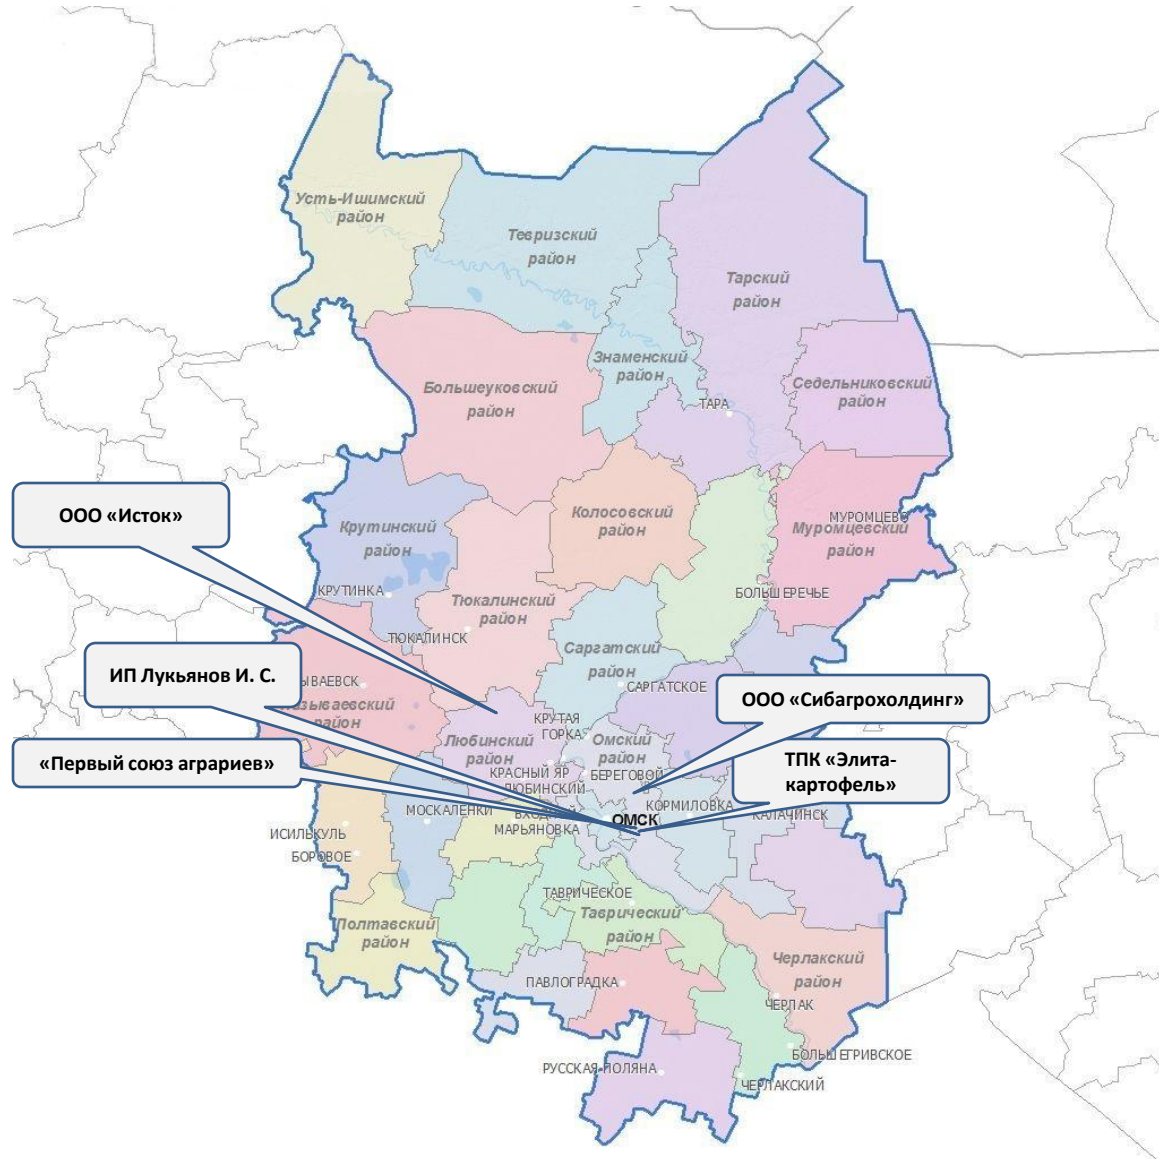 Усть-Ишимский
район
Тевризский
район
Тарский
район
Знаменский
район
Большеуковский
район
Седельниковский
район
ТАРА
ООО «Исток»
Крутинский
район
Колосовский
район
МУРОМЦЕВО
Муромцевский
район
КРУТИНКА
Тюкалинский
район
БОЛЬШЕРЕЧЬЕ
ТЮКАЛИНСК
Саргатский
район
ИП Лукьянов И. С.
ЫВАЕВСК
азываевский
район
САРГАТСКОЕ
ООО «Сибагрохолдинг»
КРУТАЯ
ГОРКА
Любинский
район
Омский
район
«Первый союз аграриев»
ТПК «Элита-
картофель»
КРАСНЫЙ ЯР
БЕРЕГОВОЙ
ЛЮБИНСКИЙ
МОСКАЛЕНКИ
КОРМИЛОВКА
КАЛАЧИНСК
ОМСК
МАРЬЯНОВКА
ИСИЛЬКУЛЬ
БОРОВОЕ
ТАВРИЧЕСКОЕ
Полтавский
район
Таврический
район
Черлакский
район
ПАВЛОГРАДКА
ЧЕРЛАК
БОЛЬШЕГРИВСКОЕ
РУССКАЯ ПОЛЯНА
ЧЕРЛАКСКИЙ